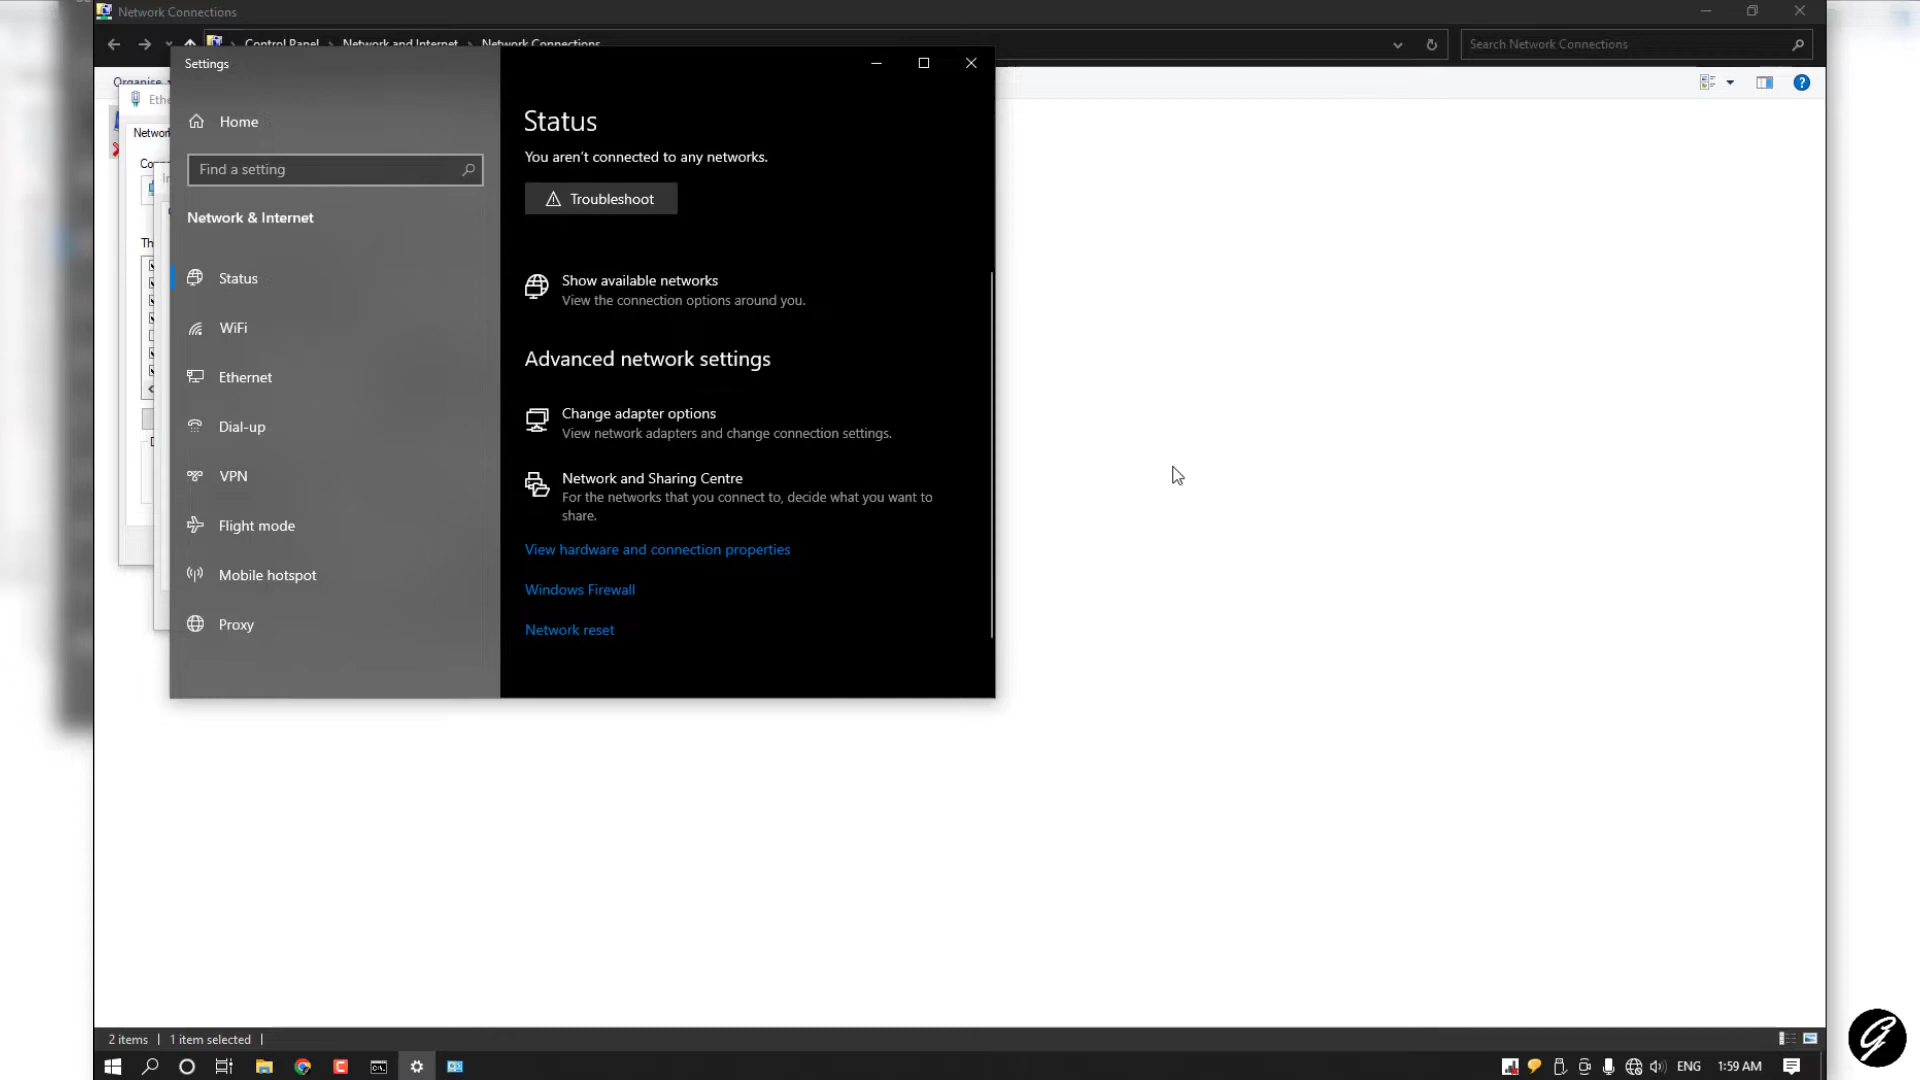 Network Connections
Control Panel Network and Internet Network Connections
Search Network Connections
Organise
Settings
Home
Find a setting
Network & Internet
Status
WiFi
Ethernet
Dial-up
VPN
Flight mode
Mobile hotspot
Proxy
Status
You aren't connected to any networks.
Troubleshoot
Show available networks
View the connection options around you.
Advanced network settings
Change adapter options
View network adapters and change connection settings.
Network and Sharing Centre
For the networks that you connect to, decide what you want to
share.
View hardware and connection properties
Windows Firewall
Network reset
2 items
1 item selected
ENG
1:59 AM